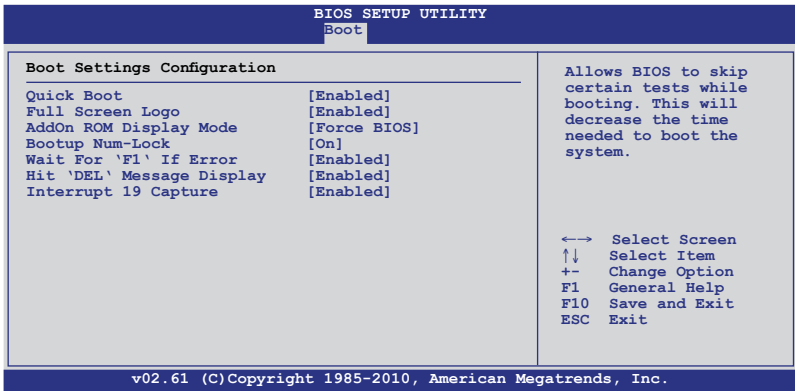 BIOS SETUP UTILITY
Boot
Boot Settings Configuration
Quick Boot [Enabled]
Full Screen Logo [Enabled]
AddOn ROM Display Mode [Force BIOS]
Bootup Num-Lock [On]
Wait For ‘F1‘ If Error [Enabled]
Hit ‘DEL‘ Message Display [Enabled]
Interrupt 19 Capture [Enabled]
Allows BIOS to skip
certain tests while
booting. This will
decrease the time
needed to boot the
system.
←→ Select Screen
↑↓ Select Item
+- Change Option
F1 General Help
F10 Save and Exit
ESC Exit
v02.61 (C)Copyright 1985-2010, American Megatrends, Inc.